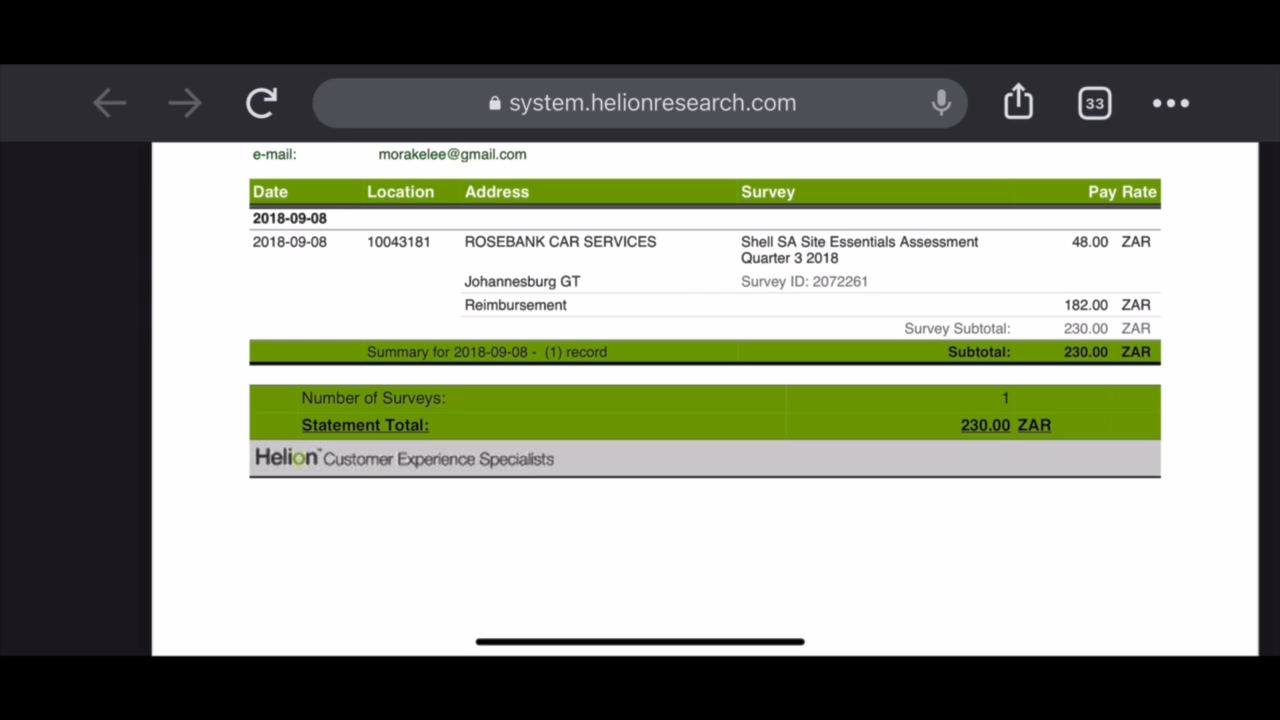 system.helionresearch.com
33
e-mail: morakelee@gmail.com
Date Location Address Survey Pay Rate
2018-09-08
2018-09-08 10043181 ROSEBANK CAR SERVICES Shell SA Site Essentials Assessment 48.00 ZAR
Quarter 3 2018
Johannesburg GT Survey ID: 2072261
Reimbursement 182.00 ZAR
Survey Subtotal: 230.00 ZAR
Summary for 2018-09-08 - (1) record Subtotal: 230.00 ZAR
Number of Surveys: 1
Statement Total: 230.00 ZAR
Helion™ Customer Experience Specialists